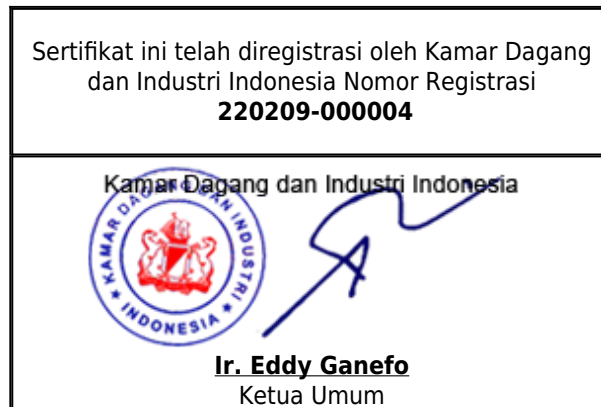 Sertifikat ini telah diregistrasi oleh Kamar Dagang
dan Industri Indonesia Nomor Registrasi
220209-000004
Kamar Dagang dan Industri Indonesia
KAMAR DAGANG DAN INDUSTRI
INDONESIA
Ir. Eddy Ganefo
Ketua Umum